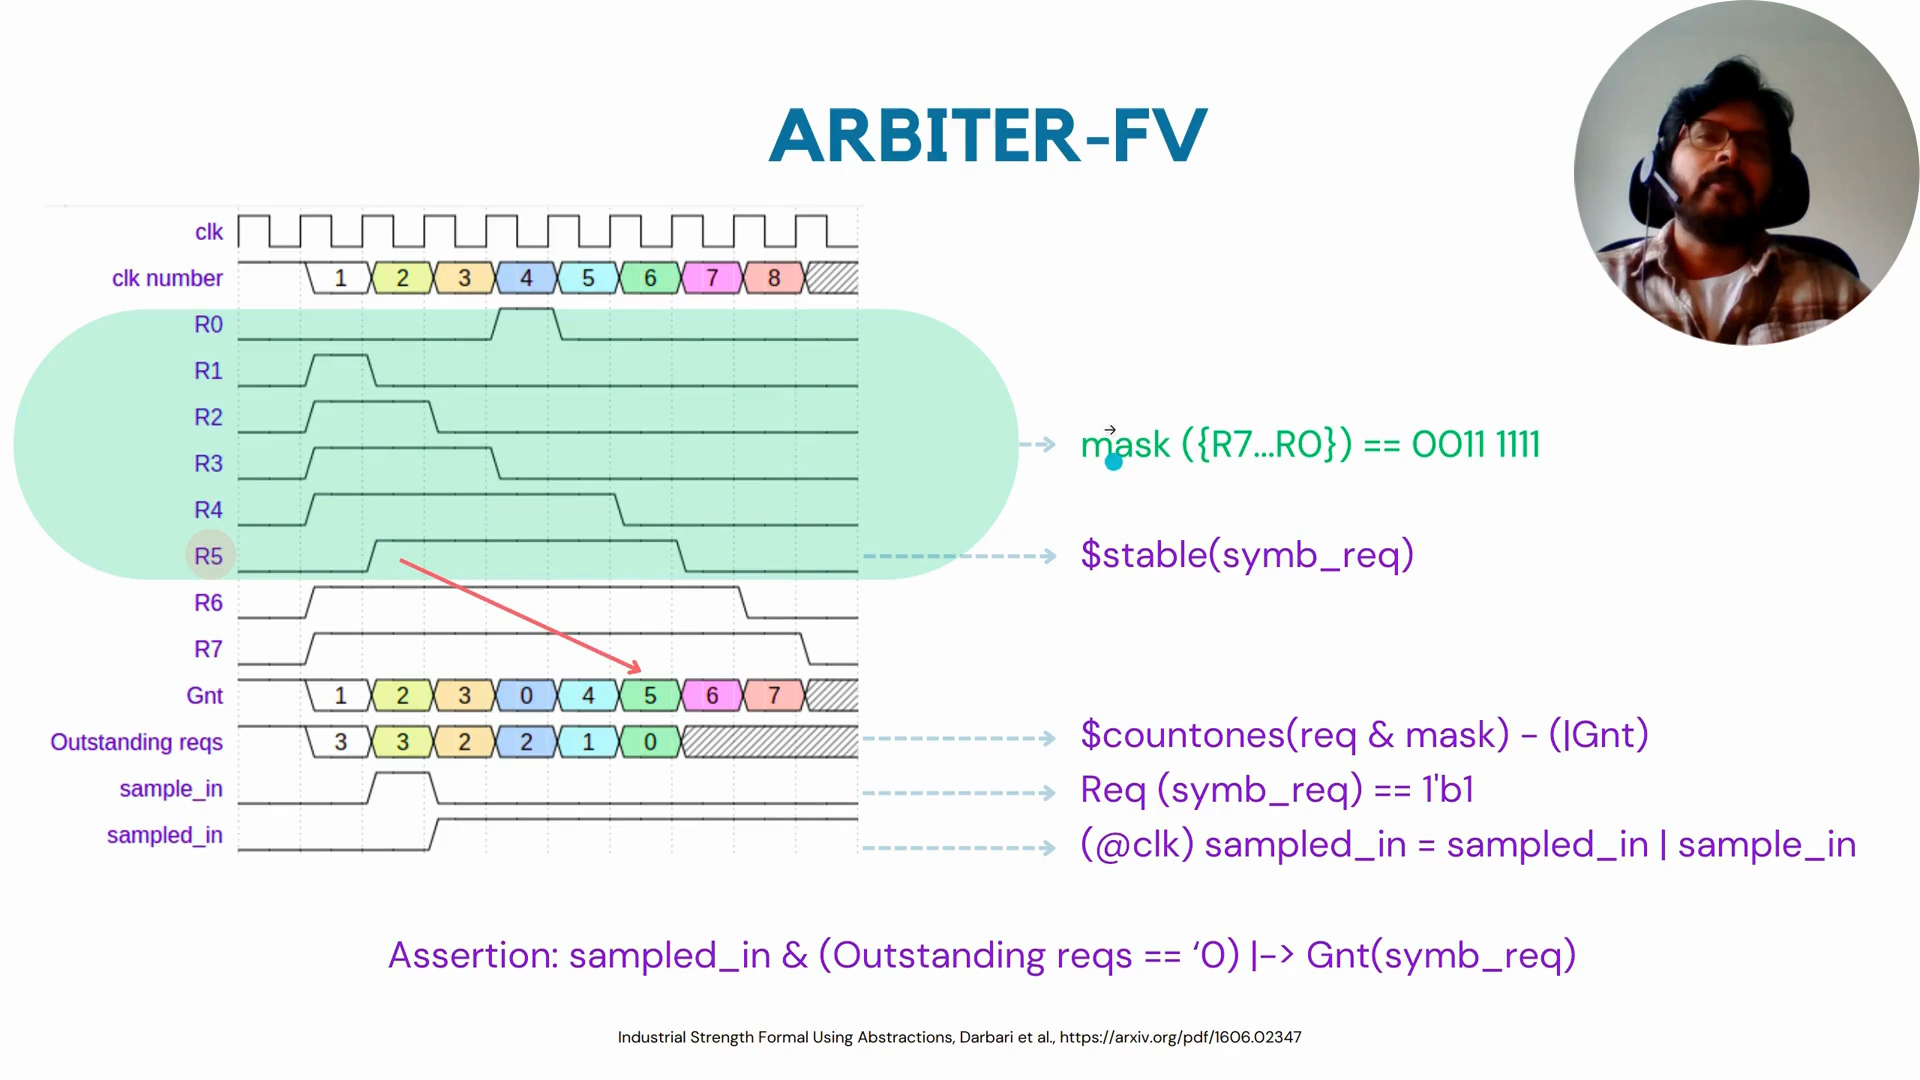 ARBITER-FV
clk
clk number 1 2 3 4 5 6 7 8
R0
R1
R2
R3
R4
R5
R6
R7
Gnt 1 2 3 0 4 5 6 7
Outstanding reqs 3 3 2 2 1 0
sample_in
sampled_in
mask ({R7...R0}) == 0011 1111
$stable(symb_req)
$countones(req & mask) - (|Gnt)
Req (symb_req) == 1'b1
(@clk) sampled_in = sampled_in | sample_in
Assertion: sampled_in & (Outstanding reqs == ‘0) |-> Gnt(symb_req)
Industrial Strength Formal Using Abstractions, Darbari et al., https://arxiv.org/pdf/1606.02347